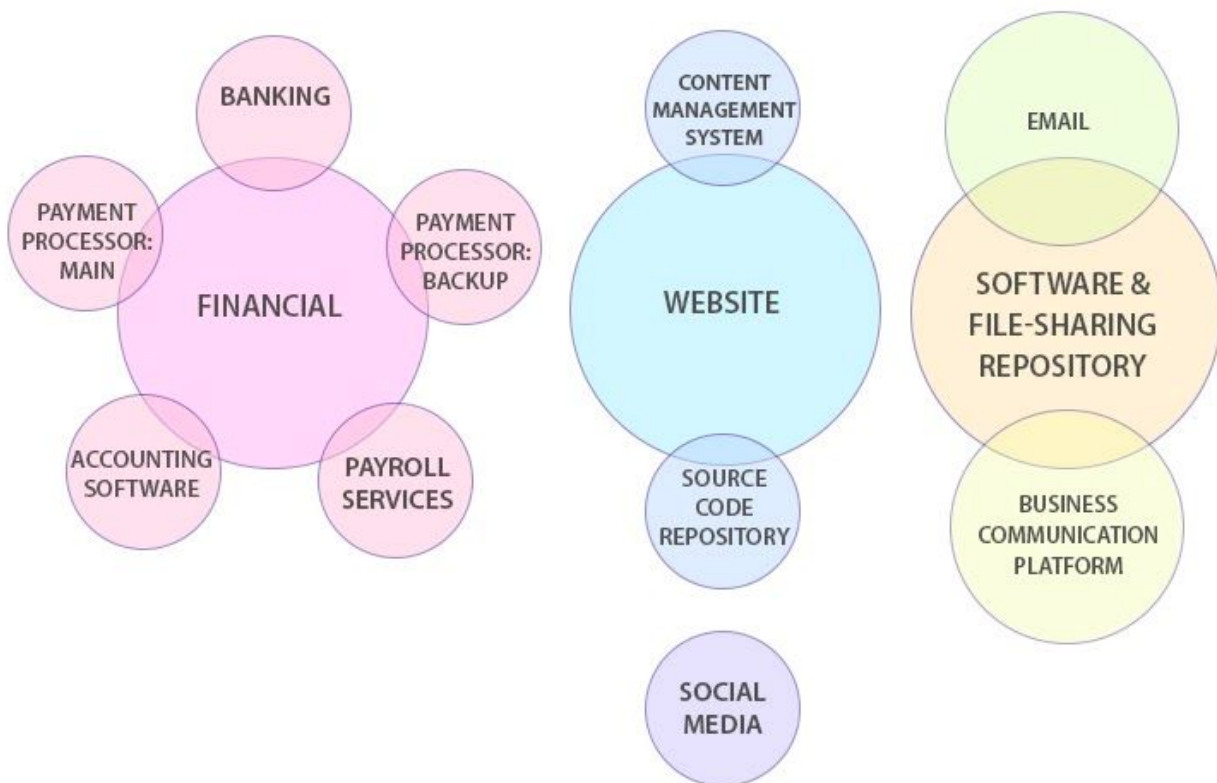 BANKING
PAYMENT
PROCESSOR:
MAIN
PAYMENT
PROCESSOR:
BACKUP
FINANCIAL
ACCOUNTING
SOFTWARE
PAYROLL
SERVICES
CONTENT
MANAGEMENT
SYSTEM
WEBSITE
SOURCE
CODE
REPOSITORY
SOCIAL
MEDIA
EMAIL
SOFTWARE &
FILE-SHARING
REPOSITORY
BUSINESS
COMMUNICATION
PLATFORM